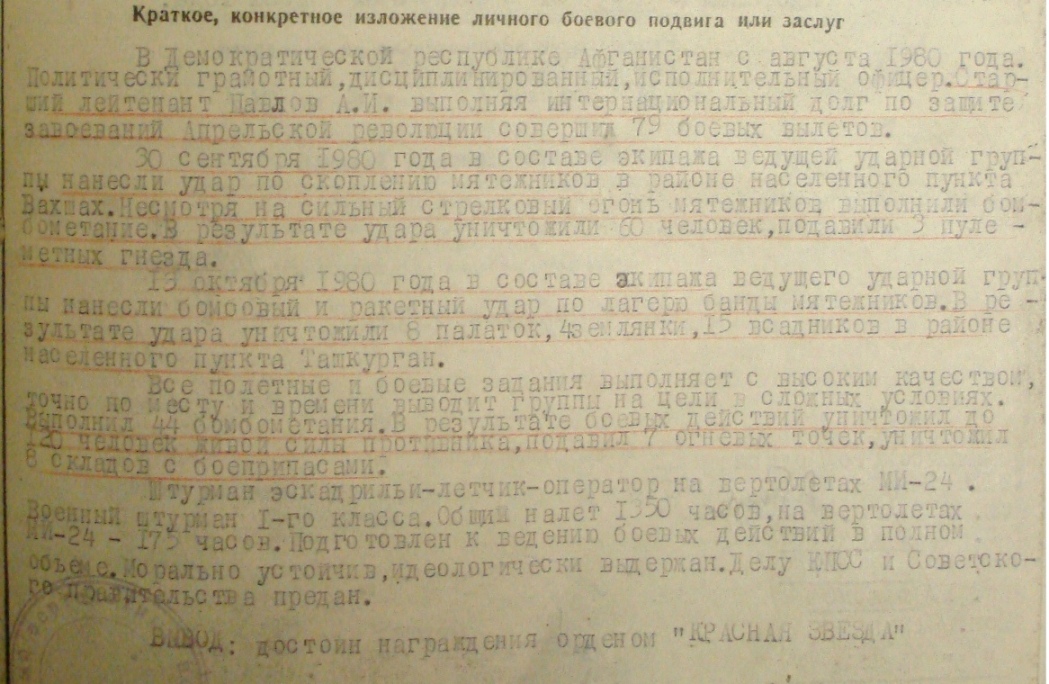 Краткое, конкретное изложение личного боевого подвига или заслуг
В Демократической республике Афганистан с августа 1980 года.
Политически грамотный,дисциплинированный,исполнительный офицер.Стар-
ший лейтенант Павлов А.И. выполняя интернациональный долг по защите
завоеваний Апрельской революции совершил 79 боевых вылетов.
30 сентября 1980 года в составе экипажа ведущей ударной груп-
пы нанесли удар по скоплению мятежников в районе населенного пункта
Вахшах.Несмотря на сильный стрелковый огонь мятежников выполнили бом-
бометание.В результате удара уничтожили 60 человек,подавили 3 пуле -
метных гнезда.
октября 1980 года в составе экипажа ведущего ударной груп-
пы нанесли бомбовый и ракетный удар по лагерю банды мятежников.В ре -
зультате удара уничтожили 8 палаток,4землянки,15 всадников в районе
населенного пункта Ташкурган.
Все полетные и боевые задания выполняет с высоким качеством,
точно по месту и времени выводит группы на цели в сложных условиях.
Выполнил 44 бомбометания.В результате боевых действий уничтожил до
120 человек живой силы противника,подавил 7 огневых точек,уничтожил
складов с боеприпасами.
Штурман эскадрильи-летчик-оператор на вертолетах МИ-24 .
Военный штурман I-го класса.Общий налет 1350 часов,на вертолетах
МИ-24 - 175 часов.Подготовлен к ведению боевых действий в полном
объеме.Морально устойчив,идеологически выдержан.Делу КПСС и Советско-
го правительства предан.
ВЫВОД: достоин награждения орденом "КРАСНАЯ ЗВЕЗДА"